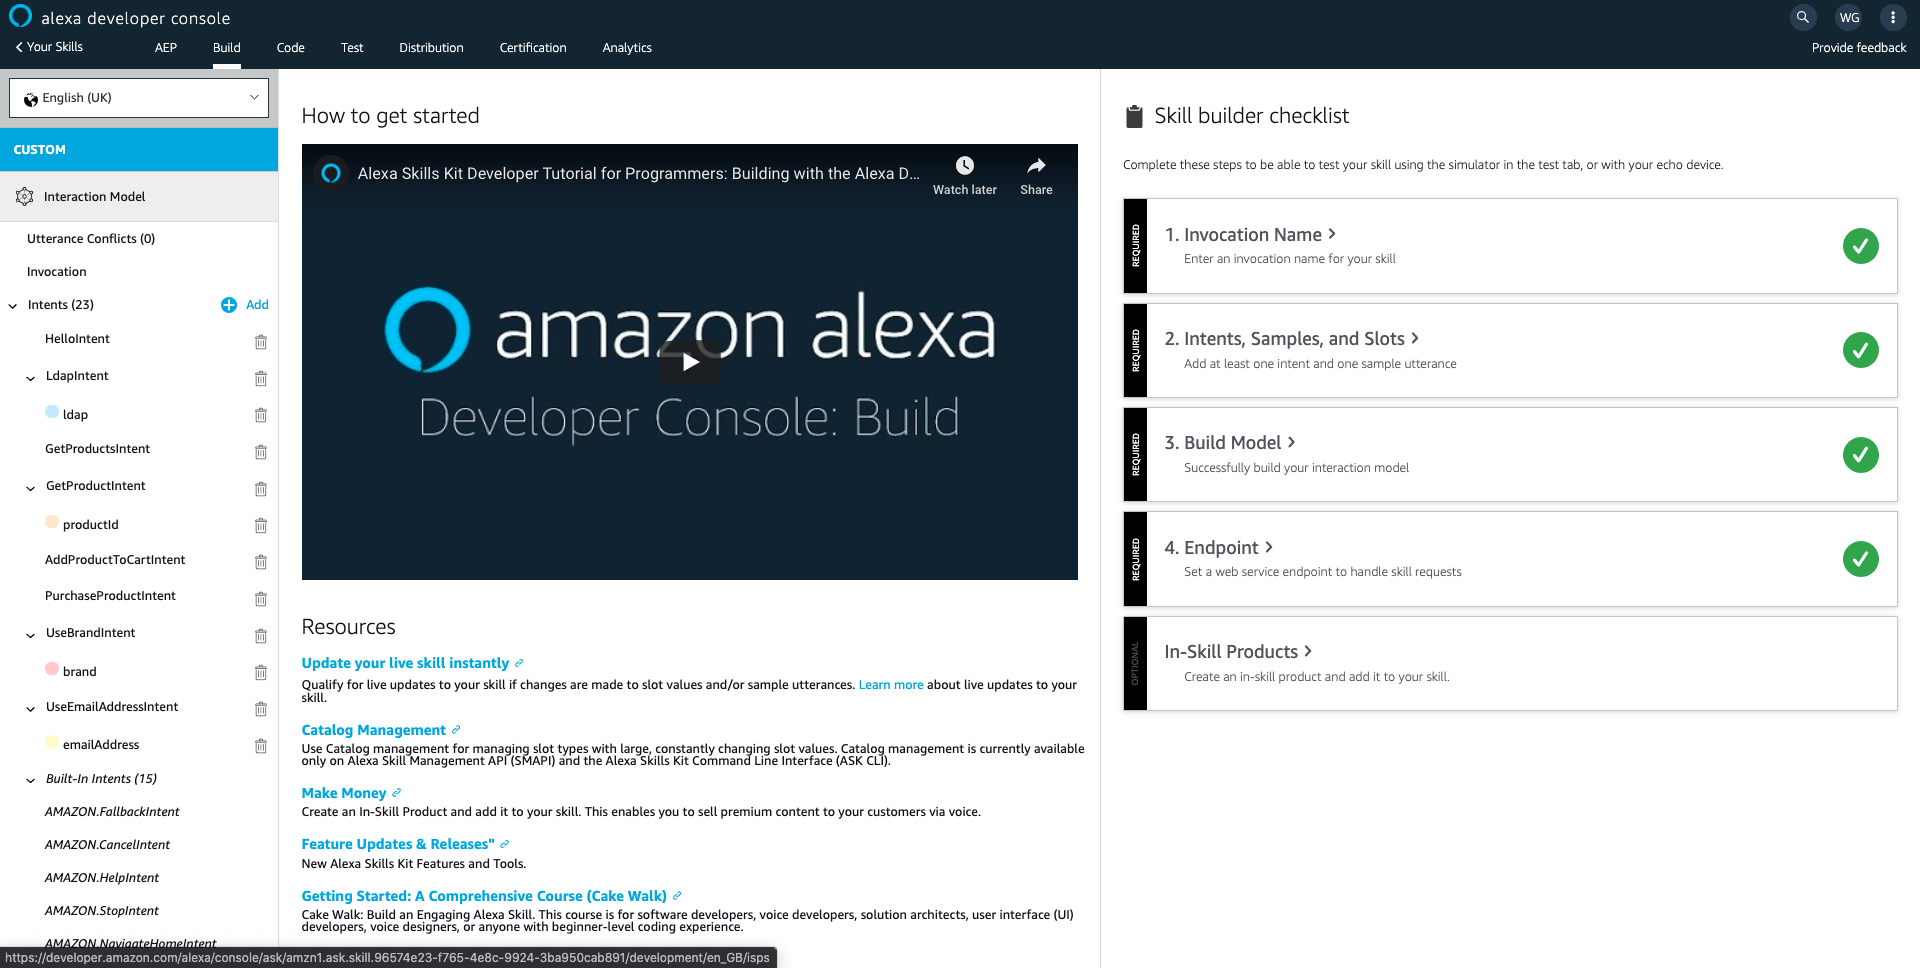 alexa developer console
WG
Your Skills
AEP
Build
Code
Test
Distribution
Certification
Analytics
Provide feedback
English (UK)
CUSTOM
Interaction Model
Utterance Conflicts (0)
Invocation
Intents (23)
Add
HelloIntent
LdapIntent
ldap
GetProductsIntent
GetProductIntent
productId
AddProductToCartIntent
PurchaseProductIntent
UseBrandIntent
brand
UseEmailAddressIntent
emailAddress
Built-In Intents (15)
AMAZON.FallbackIntent
AMAZON.CancelIntent
AMAZON.HelpIntent
AMAZON.StopIntent
AMAZON.NavigateHomeIntent
https://developer.amazon.com/alexa/console/ask/amzn1.ask.skill.96574e23-f765-4e8c-9924-3ba950cab891/development/en_GB/isps
How to get started
Alexa Skills Kit Developer Tutorial for Programmers: Building with the Alexa D...
Watch later
Share
amazon alexa
Developer Console: Build
Resources
Update your live skill instantly
Qualify for live updates to your skill if changes are made to slot values and/or sample utterances. Learn more about live updates to your
skill.
Catalog Management
Use Catalog management for managing slot types with large, constantly changing slot values. Catalog management is currently available
only on Alexa Skill Management API (SMAPI) and the Alexa Skills Kit Command Line Interface (ASK CLI).
Make Money
Create an In-Skill Product and add it to your skill. This enables you to sell premium content to your customers via voice.
Feature Updates & Releases"
New Alexa Skills Kit Features and Tools.
Getting Started: A Comprehensive Course (Cake Walk)
Cake Walk: Build an Engaging Alexa Skill. This course is for software developers, voice developers, solution architects, user interface (UI)
developers, voice designers, or anyone with beginner-level coding experience.
Skill builder checklist
Complete these steps to be able to test your skill using the simulator in the test tab, or with your echo device.
REQUIRED
1. Invocation Name
Enter an invocation name for your skill
REQUIRED
2. Intents, Samples, and Slots
Add at least one intent and one sample utterance
REQUIRED
3. Build Model
Successfully build your interaction model
REQUIRED
4. Endpoint
Set a web service endpoint to handle skill requests
OPTIONAL
In-Skill Products
Create an in-skill product and add it to your skill.